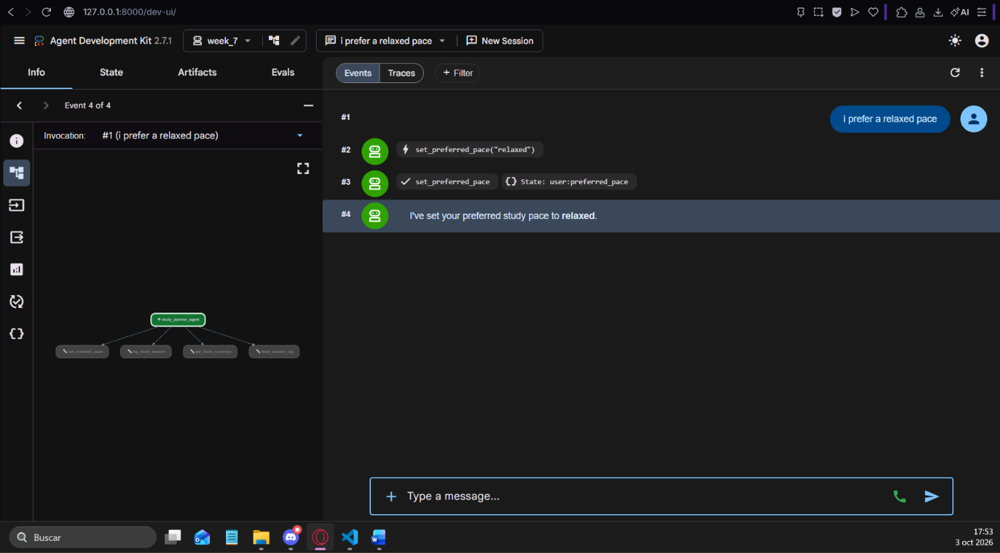 127.0.0.1:8000/dev-ui/
AI
Agent Development Kit 2.7.1
week_7
i prefer a relaxed pace
New Session
Info
State
Artifacts
Evals
Events
Traces
+ Filter
Event 4 of 4
Invocation:
#1 (i prefer a relaxed pace)
#1
i prefer a relaxed pace
#2
set_preferred_pace("relaxed")
#3
set_preferred_pace
State: user:preferred_pace
#4
I've set your preferred study pace to relaxed.
study_planner_agent
set_preferred_pace
log_study_session
get_study_summary
reset_session_log
Type a message...
Buscar
17:53
3 oct 2026